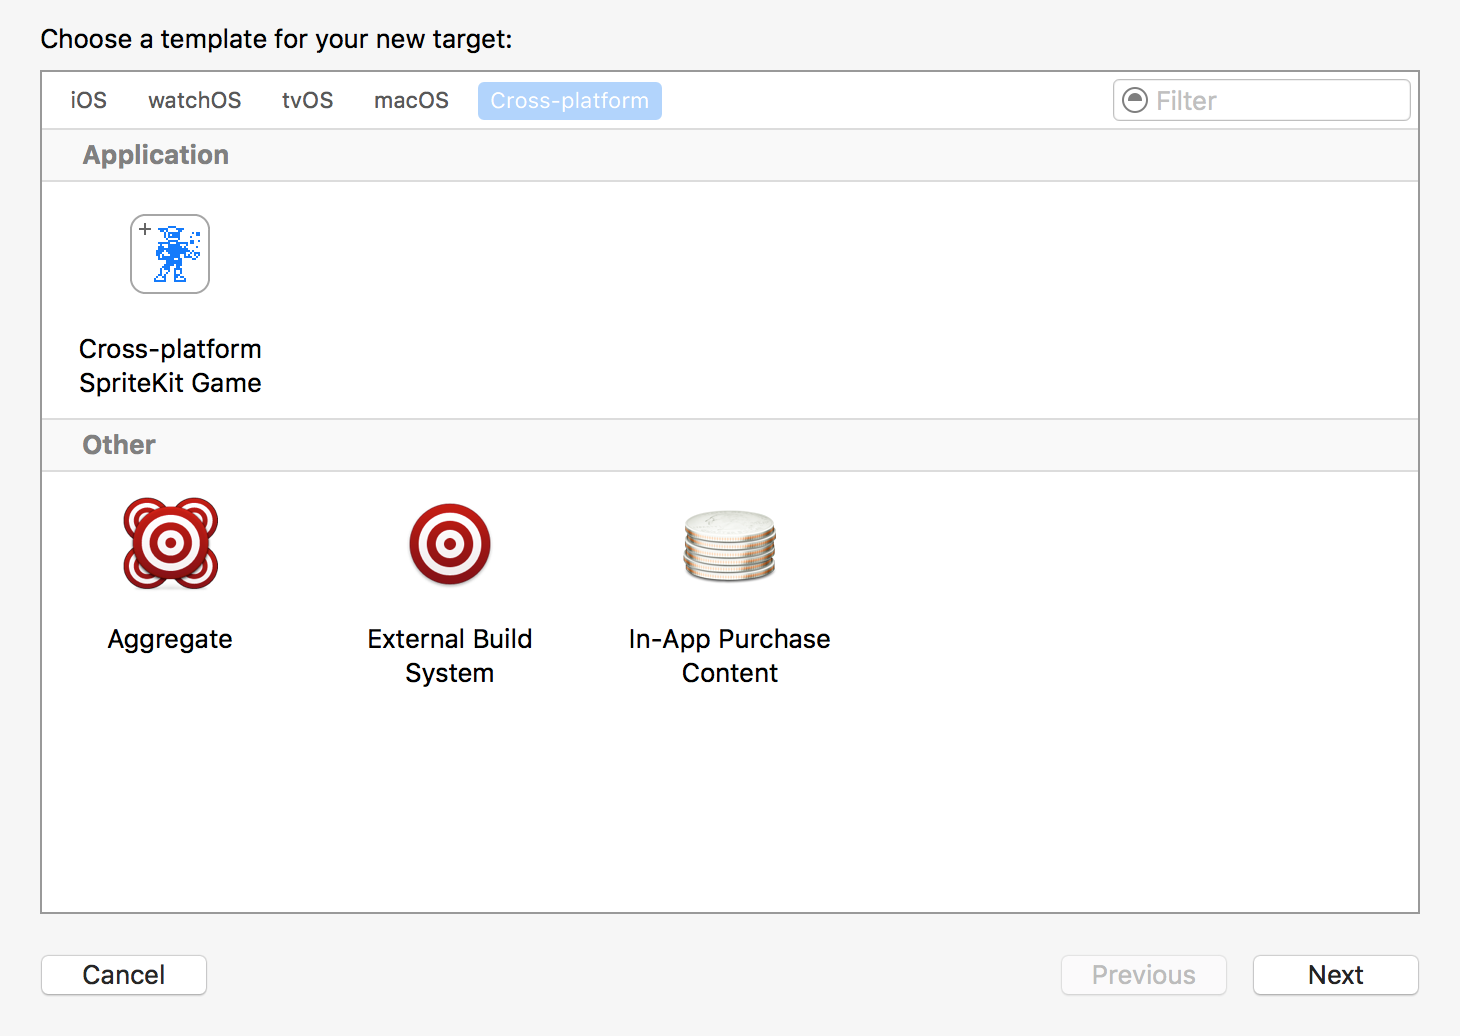 Choose a template for your new target:
iOS watchOS tvOS macOS Cross-platform Filter
Application
Cross-platform
SpriteKit Game
Other
Aggregate
External Build
System
In-App Purchase
Content
Cancel Previous Next